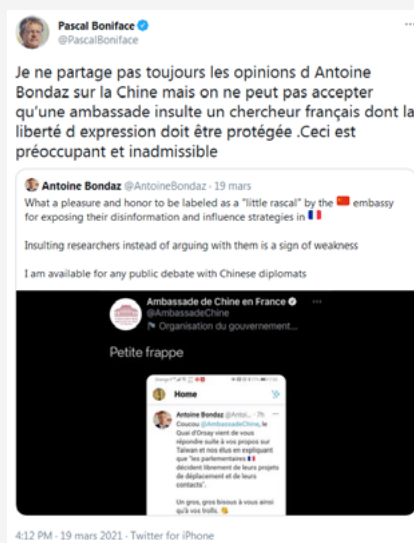 Pascal Boniface
@PascalBoniface
Je ne partage pas toujours les opinions d Antoine
Bondaz sur la Chine mais on ne peut pas accepter
qu'une ambassade insulte un chercheur français dont la
liberté d expression doit être protégée .Ceci est
préoccupant et inadmissible
Antoine Bondaz @AntoineBondaz · 19 mars
What a pleasure and honor to be labeled as a "little rascal" by the 🇨🇳 embassy
for exposing their disinformation and influence strategies in 🇫🇷
Insulting researchers instead of arguing with them is a sign of weakness
I am available for any public debate with Chinese diplomats
Ambassade de Chine en France
@AmbassadeChine
Organisation du gouvernement...
Petite frappe
Home
Antoine Bondaz @Antoi... · 7h
Coucou @AmbassadeChine, le
Quai d'Orsay vient de vous
répondre suite à vos propos sur
Taiwan et nos élus en expliquant
que "les parlementaires 🇫🇷
décident librement de leurs projets
de déplacement et de leurs
contacts".
Un gros, gros bisous à vous ainsi
qu'à vos trolls. 😘
4:12 PM · 19 mars 2021 · Twitter for iPhone